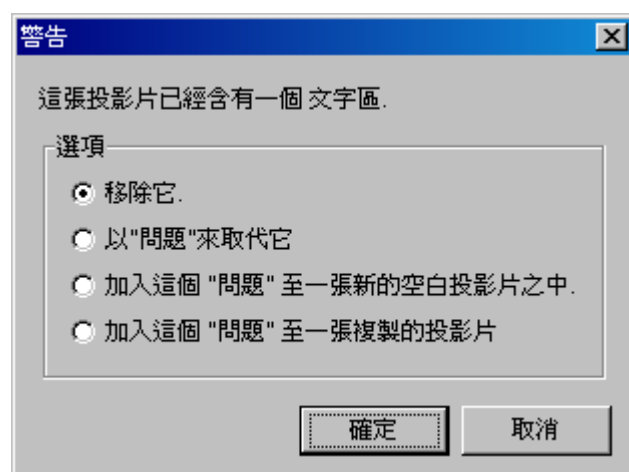 警告
這張投影片已經含有一個 文字區.
選項
移除它.
以"問題"來取代它
加入這個 "問題" 至一張新的空白投影片之中.
加入這個 "問題" 至一張複製的投影片
確定
取消